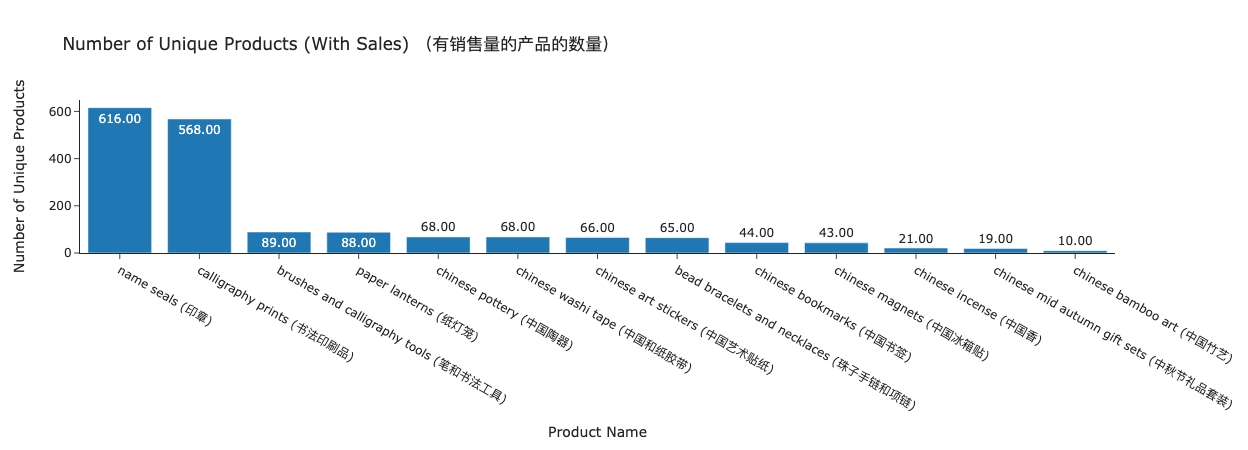 Number of Unique Products (With Sales) （有销售量的产品的数量）
Number of Unique Products
600
400
200
0
616.00
568.00
89.00
88.00
68.00
68.00
66.00
65.00
44.00
43.00
21.00
19.00
10.00
name seals (印章)
calligraphy prints (书法印刷品)
brushes and calligraphy tools (笔和书法工具)
paper lanterns (纸灯笼)
chinese pottery (中国陶器)
chinese washi tape (中国和纸胶带)
chinese art stickers (中国艺术贴纸)
bead bracelets and necklaces (珠子手链和项链)
chinese bookmarks (中国书签)
chinese magnets (中国冰箱贴)
chinese incense (中国香)
chinese mid autumn gift sets (中秋节礼品套装)
chinese bamboo art (中国竹艺)
Product Name